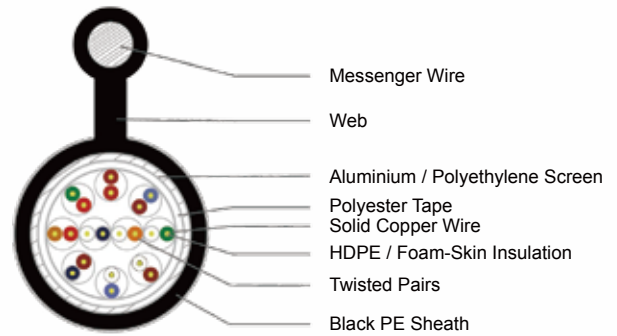 Messenger Wire
Web
Aluminium / Polyethylene Screen
Polyester Tape
Solid Copper Wire
HDPE / Foam-Skin Insulation
Twisted Pairs
Black PE Sheath